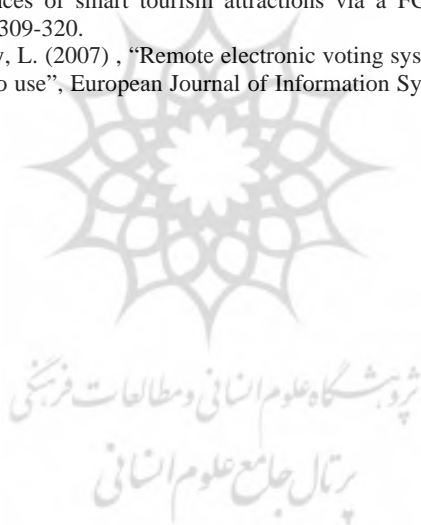 nces of smart tourism attractions via a FC
309-320.
y, L. (2007) , “Remote electronic voting sys
o use”, European Journal of Information Sy
پژوهشگاه علوم انسانی و مطالعات فرهنگی
پرتال جامع علوم انسانی